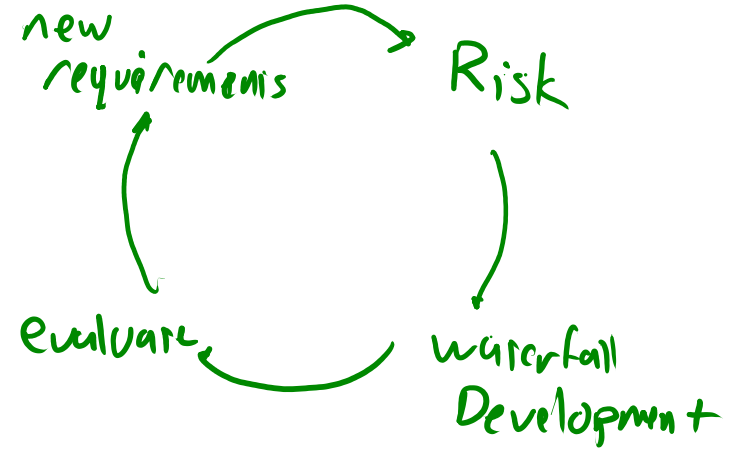 new
requirements
Risk
evaluate
waterfall
Development